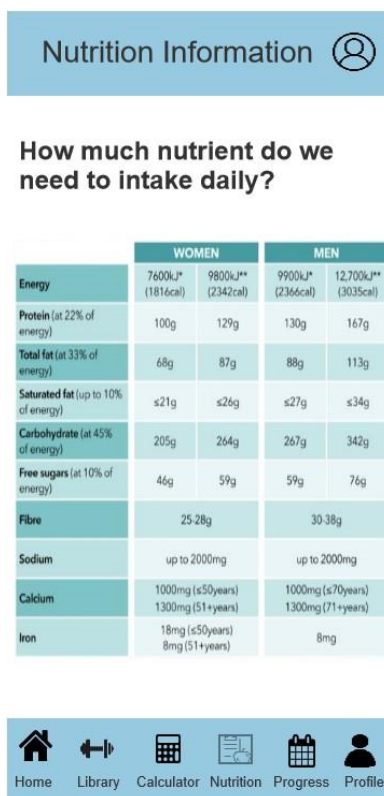 Nutrition Information
How much nutrient do we
need to intake daily?
WOMEN MEN
Energy 7600kJ* 9800kJ** 9900kJ* 12,700kJ**
(1816cal) (2342cal) (2366cal) (3035cal)
Protein (at 22% of
energy) 100g 129g 130g 167g
Total fat (at 33% of
energy) 68g 87g 88g 113g
Saturated fat (up to 10%
of energy) ≤21g ≤26g ≤27g ≤34g
Carbohydrate (at 45%
of energy) 205g 264g 267g 342g
Free sugars (at 10% of
energy) 46g 59g 59g 76g
Fibre 25-28g 30-38g
Sodium up to 2000mg up to 2000mg
Calcium 1000mg (≤50years) 1000mg (≤70years)
1300mg (51+years) 1300mg (71+years)
Iron 18mg (≤50years) 8mg
8mg (51+years)
Home Library Calculator Nutrition Progress Profile